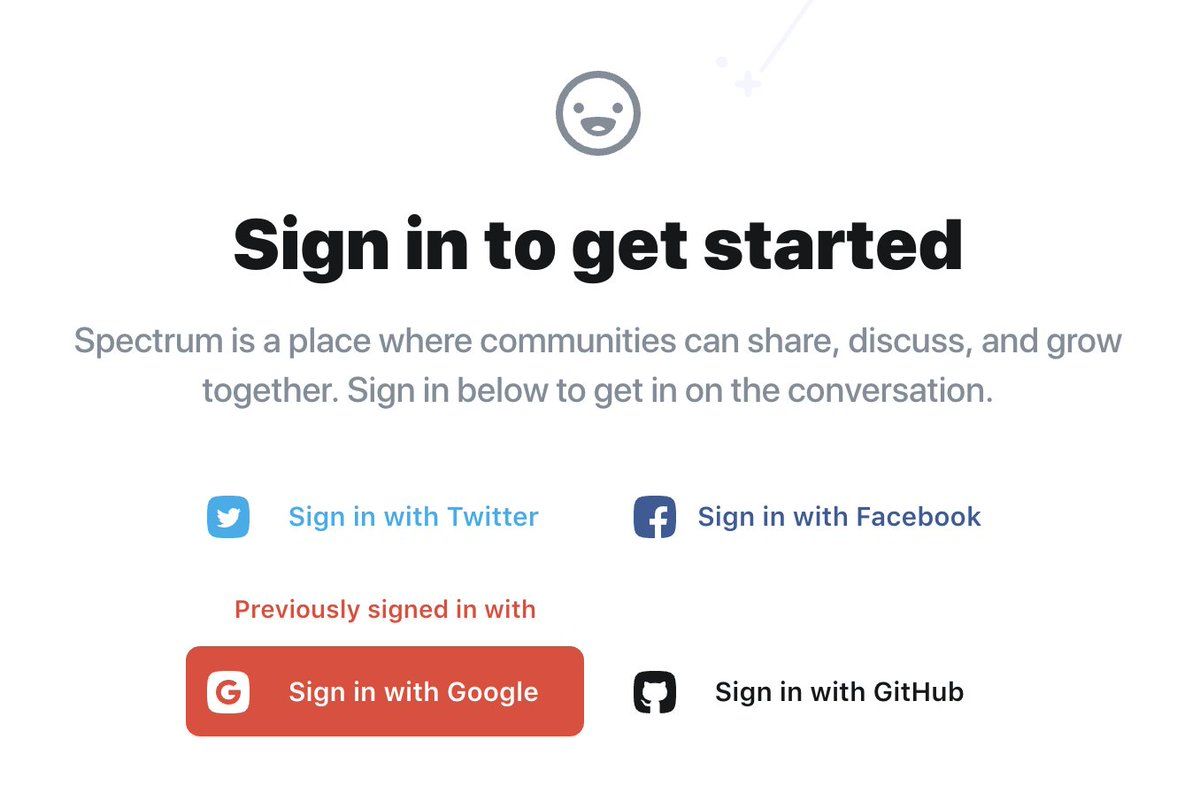 Sign in to get started
Spectrum is a place where communities can share, discuss, and grow
together. Sign in below to get in on the conversation.
Sign in with Twitter
Sign in with Facebook
Previously signed in with
Sign in with Google
Sign in with GitHub